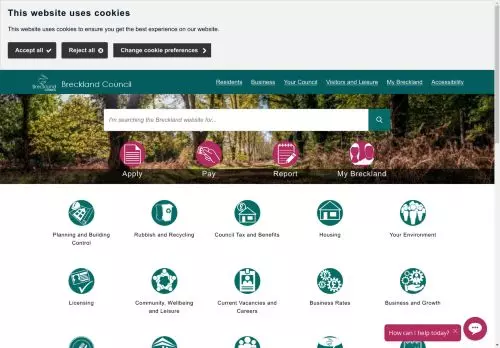 This website uses cookies
This website uses cookies to ensure you get the best experience on our website.
Accept all Reject all Change cookie preferences
Breckland Breckland Council Residents Business Your Council Visitors and Leisure My Breckland Accessibility
I'm searching the Breckland website for...
Apply Pay Report My Breckland
Planning and Building Control
Rubbish and Recycling
Council Tax and Benefits
Housing
Your Environment
Licensing
Community, Wellbeing and Leisure
Current Vacancies and Careers
Business Rates
Business and Growth
How can I help today?